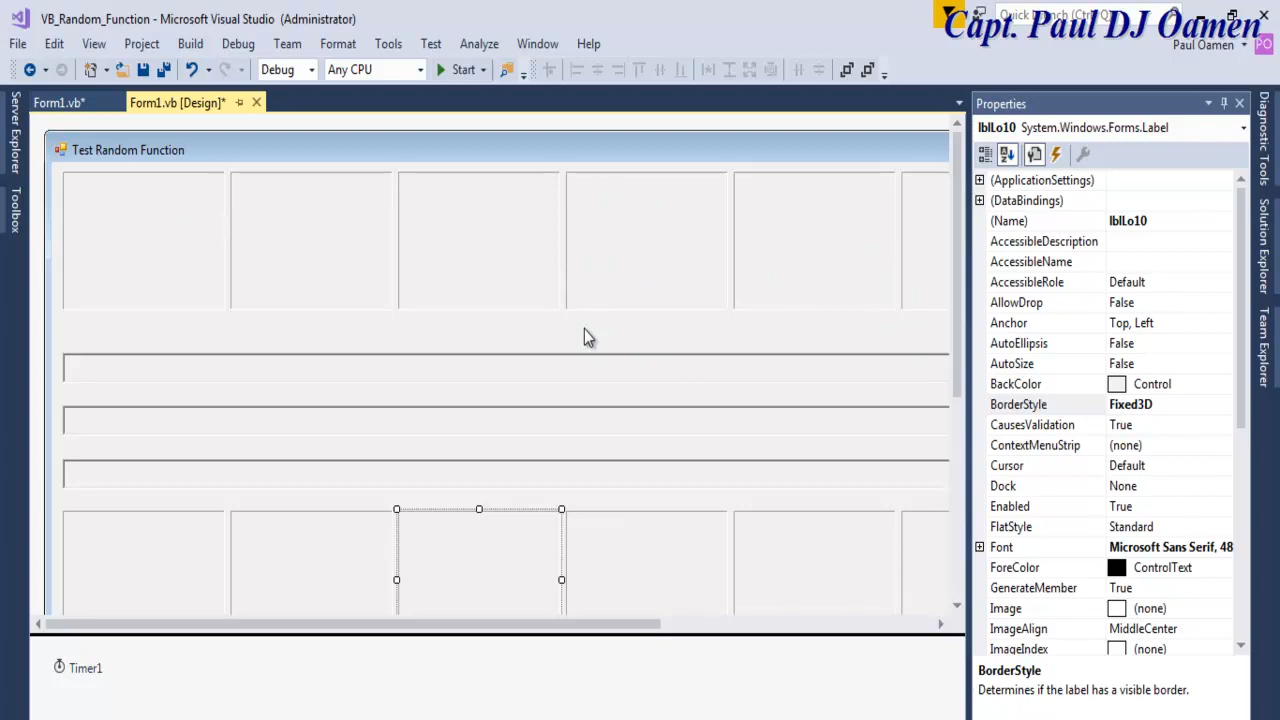 VB_Random_Function - Microsoft Visual Studio (Administrator)
Quick Launch (Ctrl+Q)
Capt. Paul DJ Oamen
File Edit View Project Build Debug Team Format Tools Test Analyze Window Help
Paul Oamen PO
Debug Any CPU Start
Server Explorer
Toolbox
Form1.vb*
Form1.vb [Design]*
Test Random Function
Timer1
Properties
lblLo10 System.Windows.Forms.Label
(ApplicationSettings)
(DataBindings)
(Name) lblLo10
AccessibleDescription
AccessibleName
AccessibleRole Default
AllowDrop False
Anchor Top, Left
AutoEllipsis False
AutoSize False
BackColor Control
BorderStyle Fixed3D
CausesValidation True
ContextMenuStrip (none)
Cursor Default
Dock None
Enabled True
FlatStyle Standard
Font Microsoft Sans Serif, 48
ForeColor ControlText
GenerateMember True
Image (none)
ImageAlign MiddleCenter
ImageIndex (none)
BorderStyle
Determines if the label has a visible border.
Diagnostic Tools
Solution Explorer
Team Explorer